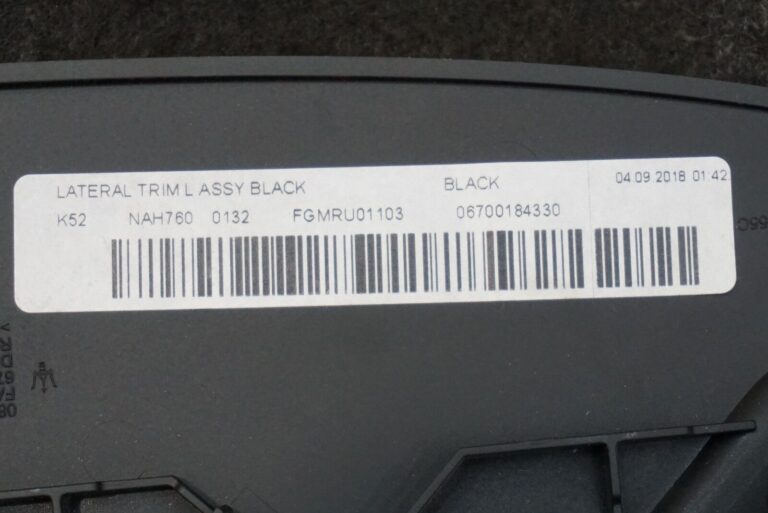 LATERAL TRIM L ASSY BLACK BLACK 04.09.2018 01:42
K52 NAH760 0132 FGMRU01103 06700184330